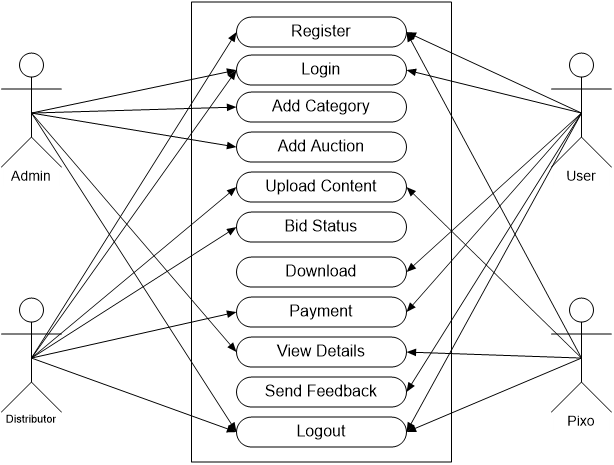 Register
Login
Add Category
Add Auction
Upload Content
Bid Status
Download
Payment
View Details
Send Feedback
Logout
Admin
User
Distributor
Pixo